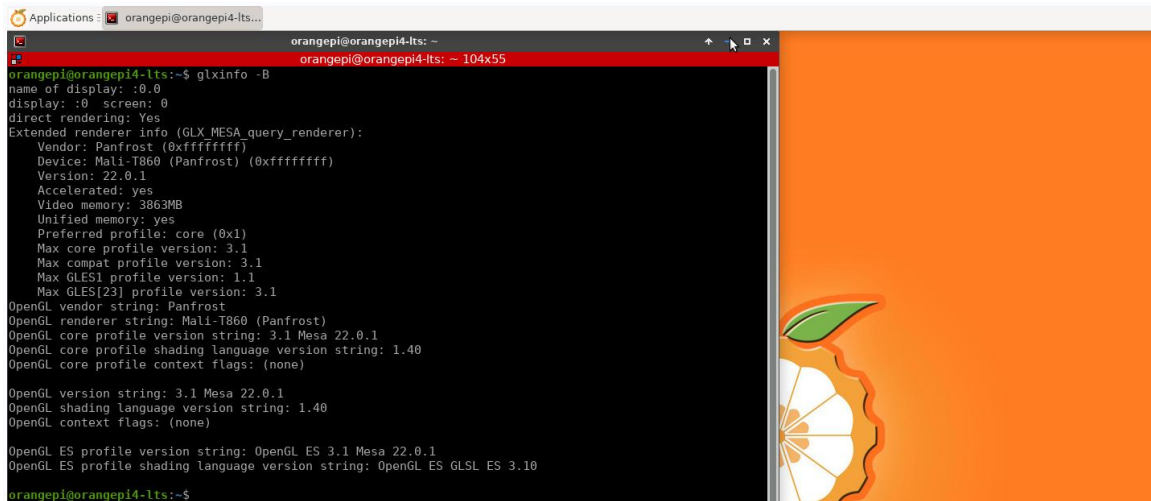 Applications
orangepi@orangepi4-lts...
orangepi@orangepi4-lts: ~
orangepi@orangepi4-lts: ~ 104x55
orangepi@orangepi4-lts:~$ glxinfo -B
name of display: :0.0
display: :0  screen: 0
direct rendering: Yes
Extended renderer info (GLX_MESA_query_renderer):
    Vendor: Panfrost (0xffffffff)
    Device: Mali-T860 (Panfrost) (0xffffffff)
    Version: 22.0.1
    Accelerated: yes
    Video memory: 3863MB
    Unified memory: yes
    Preferred profile: core (0x1)
    Max core profile version: 3.1
    Max compat profile version: 3.1
    Max GLES1 profile version: 1.1
    Max GLES[23] profile version: 3.1
OpenGL vendor string: Panfrost
OpenGL renderer string: Mali-T860 (Panfrost)
OpenGL core profile version string: 3.1 Mesa 22.0.1
OpenGL core profile shading language version string: 1.40
OpenGL core profile context flags: (none)

OpenGL version string: 3.1 Mesa 22.0.1
OpenGL shading language version string: 1.40
OpenGL context flags: (none)

OpenGL ES profile version string: OpenGL ES 3.1 Mesa 22.0.1
OpenGL ES profile shading language version string: OpenGL ES GLSL ES 3.10

orangepi@orangepi4-lts:~$